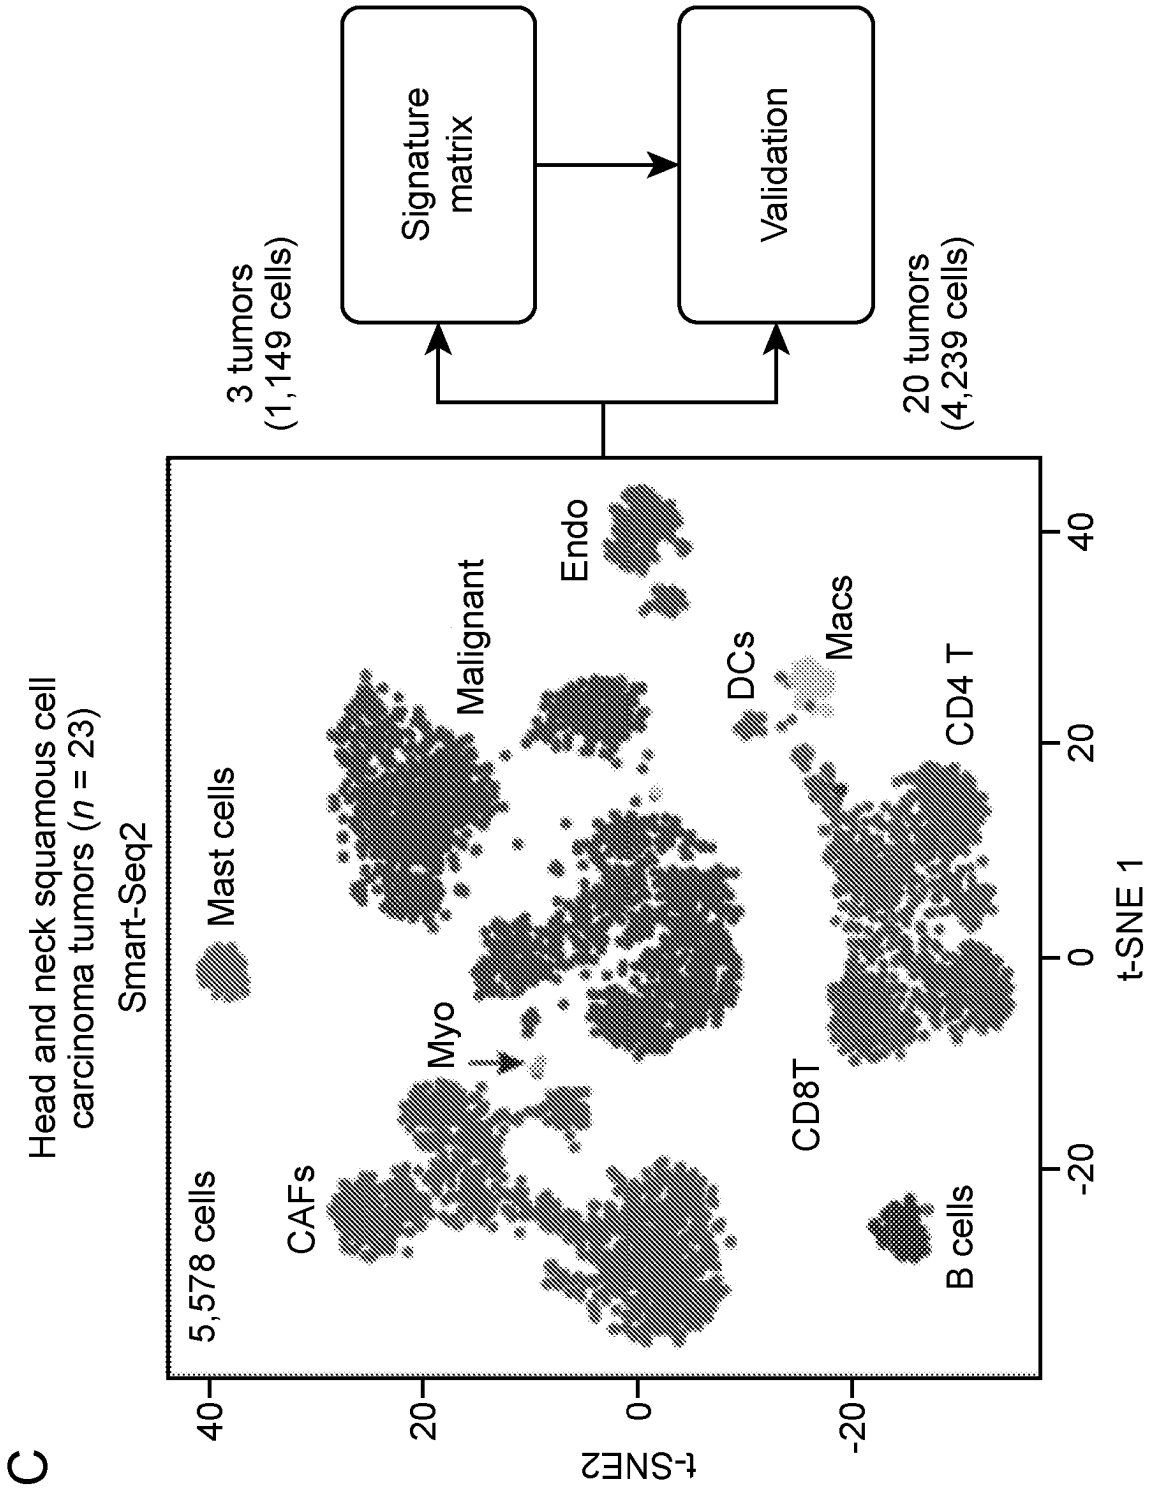 C
Head and neck squamous cell
carcinoma tumors (n = 23)
Smart-Seq2
5,578 cells
Mast cells
CAFs
Myo
Malignant
Endo
DCs
Macs
CD8T
CD4 T
B cells
40
20
0
-20
t-SNE2
-20
0
20
40
t-SNE 1
3 tumors
(1,149 cells)
Signature
matrix
Validation
20 tumors
(4,239 cells)